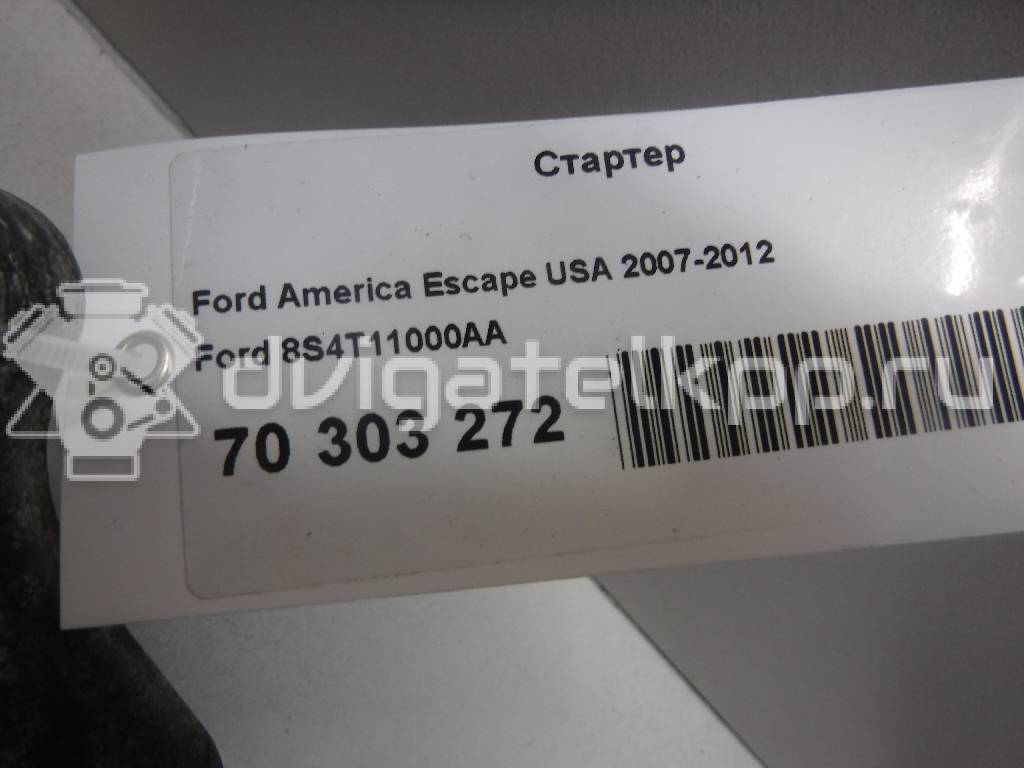 Стартер
Ford America Escape USA 2007-2012
Ford 8S4T11000AA
70 303 272
dvigatelkpp.ru